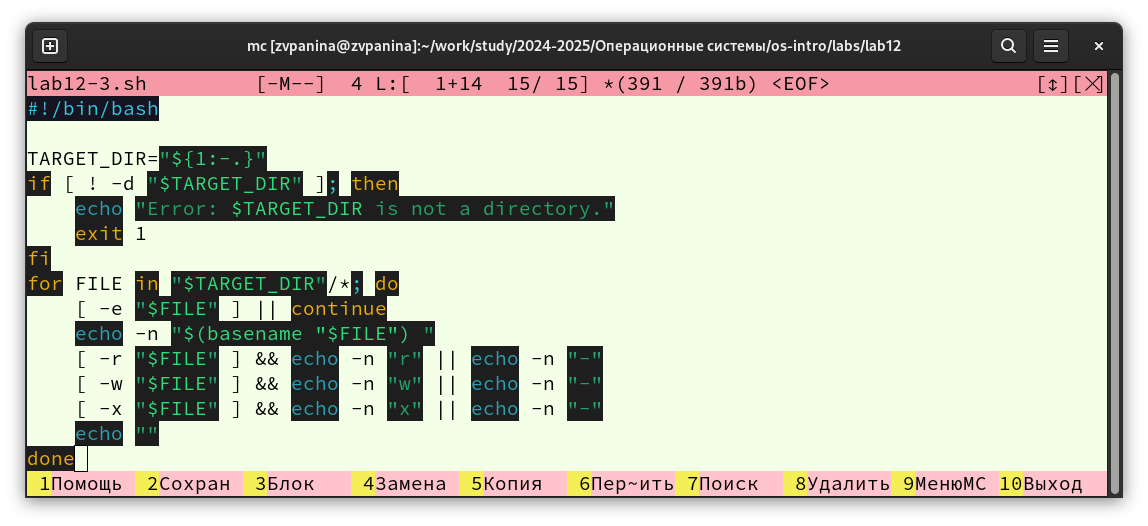 mc [zvpanina@zvpanina]:~/work/study/2024-2025/Операционные системы/os-intro/labs/lab12
lab12-3.sh         [-M--]  4 L:[  1+14  15/ 15] *(391 / 391b) <EOF>                 [↕][X]
#!/bin/bash

TARGET_DIR="${1:-.}"
if [ ! -d "$TARGET_DIR" ]; then
    echo "Error: $TARGET_DIR is not a directory."
    exit 1
fi
for FILE in "$TARGET_DIR"/*; do
    [ -e "$FILE" ] || continue
    echo -n "$(basename "$FILE") "
    [ -r "$FILE" ] && echo -n "r" || echo -n "-"
    [ -w "$FILE" ] && echo -n "w" || echo -n "-"
    [ -x "$FILE" ] && echo -n "x" || echo -n "-"
    echo ""
done
1Помощь 2Сохран 3Блок 4Замена 5Копия 6Пер~ить 7Поиск 8Удалить 9МенюMC 10Выход